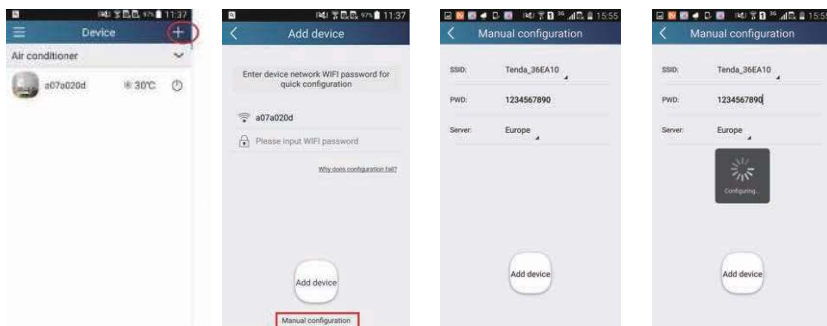 97% 11:37
Device
+
Air conditioner
a07a020d
30°C
97% 11:37
Add device
Enter device network WIFI password for
quick configuration
a07a020d
Please input WIFI password
Why does configuration fail?
Add device
Manual configuration
15:55
Manual configuration
SSID: Tenda_36EA10
PWD: 1234567890
Server: Europe
Add device
15:55
Manual configuration
SSID: Tenda_36EA10
PWD: 1234567890
Server: Europe
Configuring...
Add device